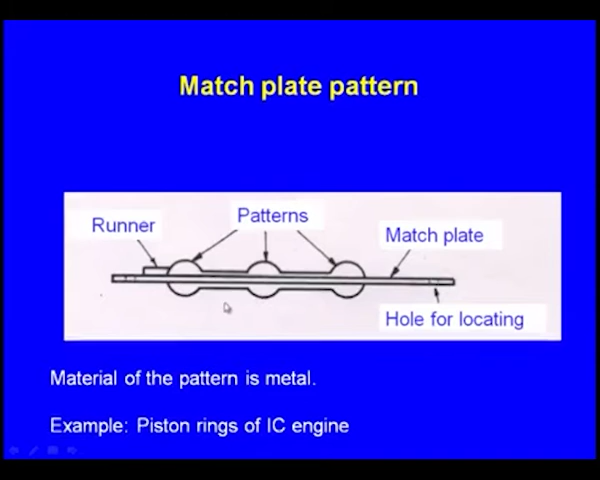 Match plate pattern
Runner
Patterns
Match plate
Hole for locating
Material of the pattern is metal.
Example: Piston rings of IC engine